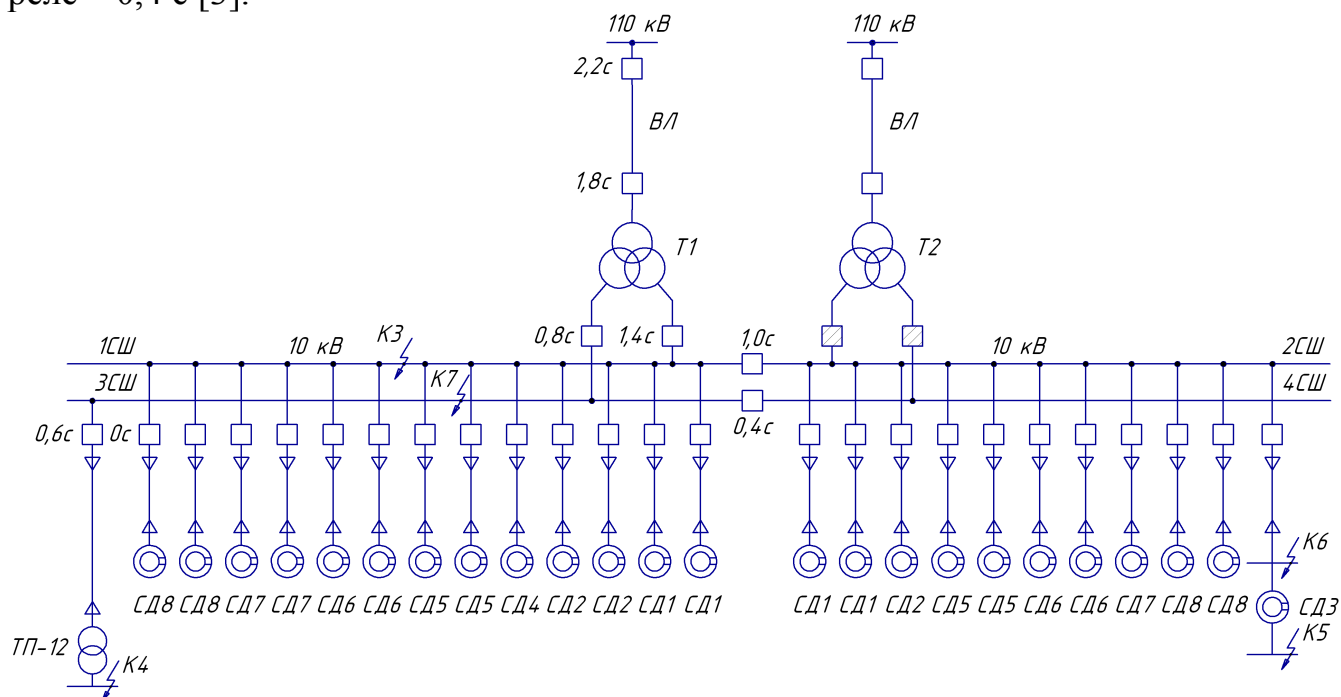 реле – 0,4 с [3].
110 кВ 110 кВ
2,2с
ВЛ ВЛ
1,8с
Т1 Т2
К3 0,8с 1,4с 1,0с
1СШ 10 кВ 10 кВ 2СШ
К7
3СШ 4СШ
0,6с 0с 0,4с
К6
СД8 СД8 СД7 СД7 СД6 СД6 СД5 СД5 СД4 СД2 СД2 СД1 СД1 СД1 СД1 СД2 СД5 СД5 СД6 СД6 СД7 СД8 СД8 СД3
К5
ТП-12
К4